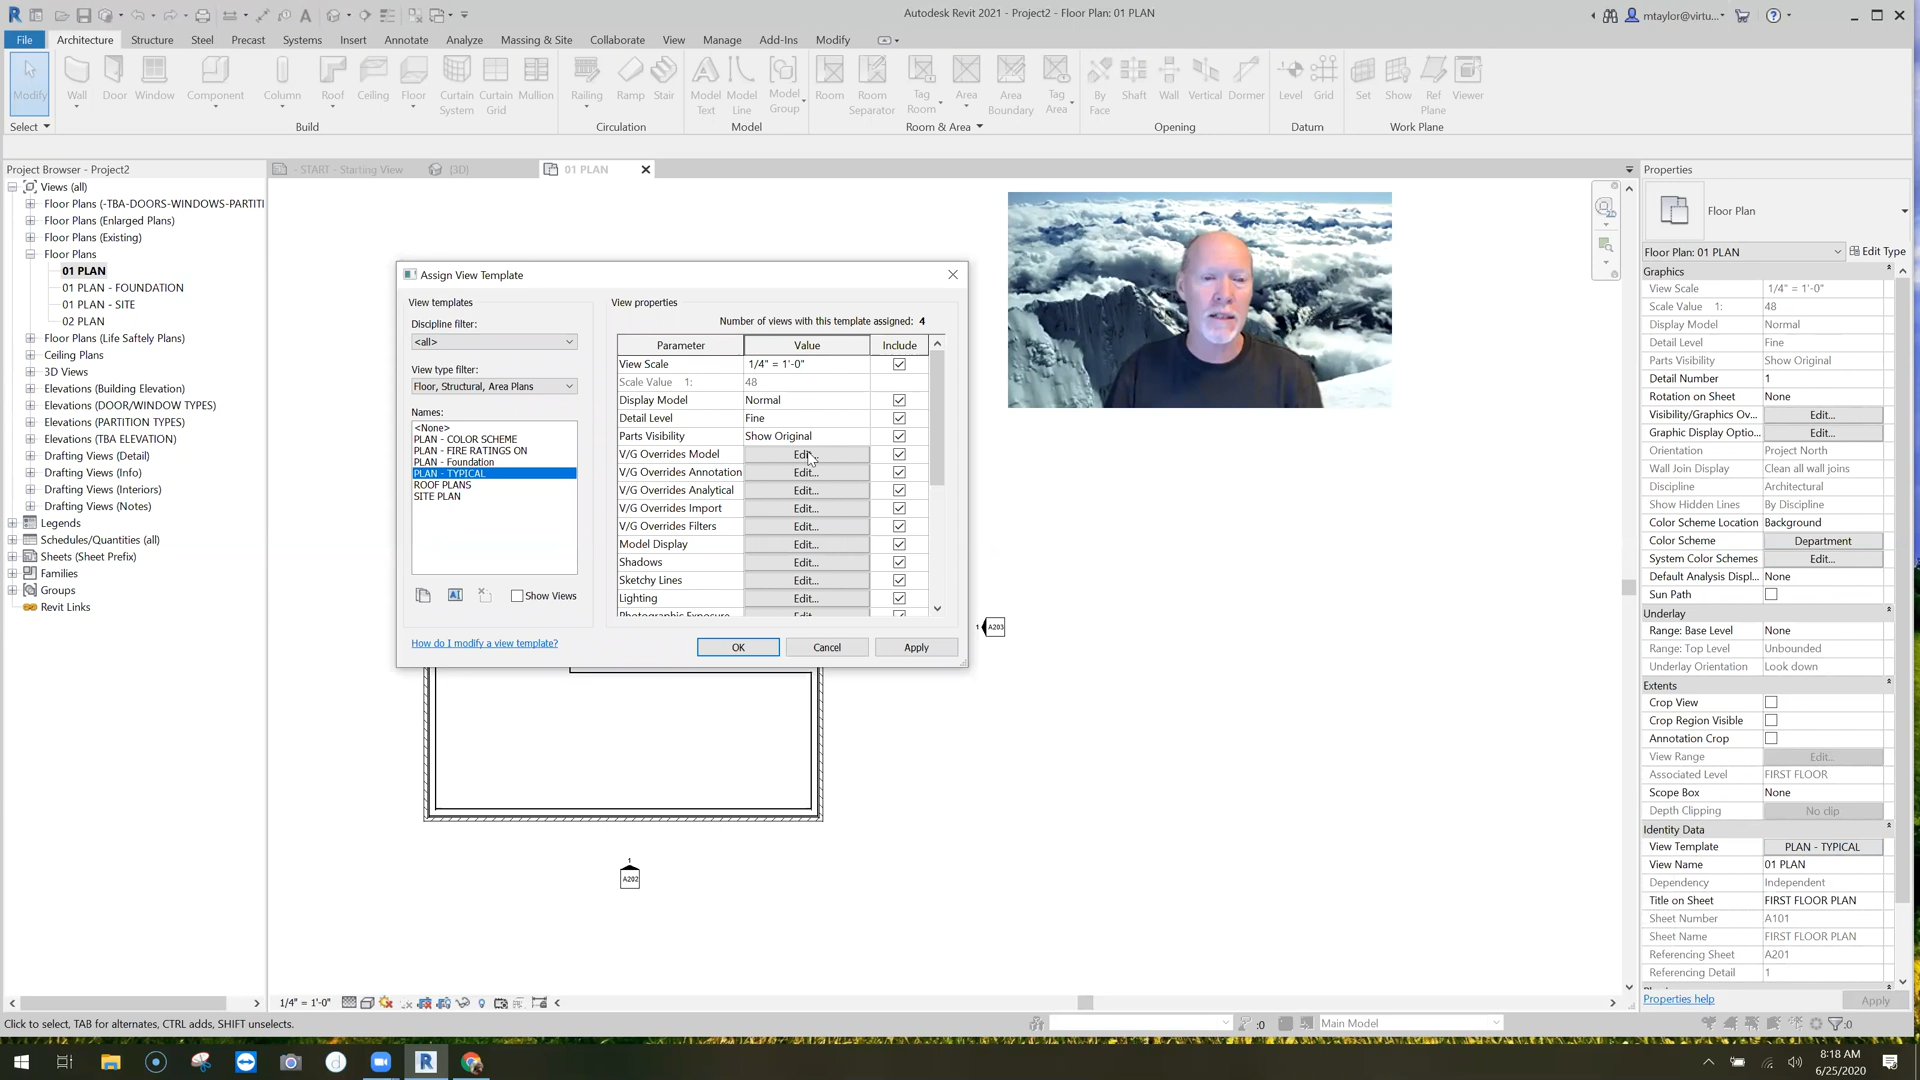 Autodesk Revit 2021 - Project2 - Floor Plan: 01 PLAN
mtaylor@virtu...
File Architecture Structure Steel Precast Systems Insert Annotate Analyze Massing & Site Collaborate View Manage Add-Ins Modify
Modify Wall Door Window Component Column Roof Ceiling Floor Curtain System Curtain Grid Mullion Railing Ramp Stair Model Text Model Line Model Group Room Room Separator Tag Room Area Area Boundary Tag Area By Face Shaft Wall Vertical Dormer Level Grid Set Show Ref Plane Viewer
Select Build Circulation Model Room & Area Opening Datum Work Plane
Project Browser - Project2
Views (all)
Floor Plans (-TBA-DOORS-WINDOWS-PARTITI
Floor Plans (Enlarged Plans)
Floor Plans (Existing)
Floor Plans
01 PLAN
01 PLAN - FOUNDATION
01 PLAN - SITE
02 PLAN
Floor Plans (Life Saftely Plans)
Ceiling Plans
3D Views
Elevations (Building Elevation)
Elevations (DOOR/WINDOW TYPES)
Elevations (PARTITION TYPES)
Elevations (TBA ELEVATION)
Drafting Views (Detail)
Drafting Views (Info)
Drafting Views (Interiors)
Drafting Views (Notes)
Legends
Schedules/Quantities (all)
Sheets (Sheet Prefix)
Families
Groups
Revit Links
- START - Starting View
{3D}
01 PLAN
Assign View Template
View templates
Discipline filter:
<all>
View type filter:
Floor, Structural, Area Plans
Names:
<None>
PLAN - COLOR SCHEME
PLAN - FIRE RATINGS ON
PLAN - Foundation
PLAN - TYPICAL
ROOF PLANS
SITE PLAN
Show Views
How do I modify a view template?
View properties
Number of views with this template assigned: 4
Parameter Value Include
View Scale 1/4" = 1'-0"
Scale Value 1: 48
Display Model Normal
Detail Level Fine
Parts Visibility Show Original
V/G Overrides Model
V/G Overrides Annotation Edit...
V/G Overrides Analytical Edit...
V/G Overrides Import Edit...
V/G Overrides Filters Edit...
Model Display Edit...
Shadows Edit...
Sketchy Lines Edit...
Lighting Edit...
Photographic Exposure Edit...
OK Cancel Apply
1 A203
1
A202
Properties
Floor Plan
Floor Plan: 01 PLAN Edit Type
Graphics
View Scale 1/4" = 1'-0"
Scale Value 1: 48
Display Model Normal
Detail Level Fine
Parts Visibility Show Original
Detail Number 1
Rotation on Sheet None
Visibility/Graphics Ov... Edit...
Graphic Display Optio... Edit...
Orientation Project North
Wall Join Display Clean all wall joins
Discipline Architectural
Show Hidden Lines By Discipline
Color Scheme Location Background
Color Scheme Department
System Color Schemes Edit...
Default Analysis Displ... None
Sun Path
Underlay
Range: Base Level None
Range: Top Level Unbounded
Underlay Orientation Look down
Extents
Crop View
Crop Region Visible
Annotation Crop
View Range Edit...
Associated Level FIRST FLOOR
Scope Box None
Depth Clipping No clip
Identity Data
View Template PLAN - TYPICAL
View Name 01 PLAN
Dependency Independent
Title on Sheet FIRST FLOOR PLAN
Sheet Number A101
Sheet Name FIRST FLOOR PLAN
Referencing Sheet A201
Referencing Detail 1
Properties help Apply
1/4" = 1'-0"
Click to select, TAB for alternates, CTRL adds, SHIFT unselects.
:0 Main Model :0
8:18 AM
6/25/2020